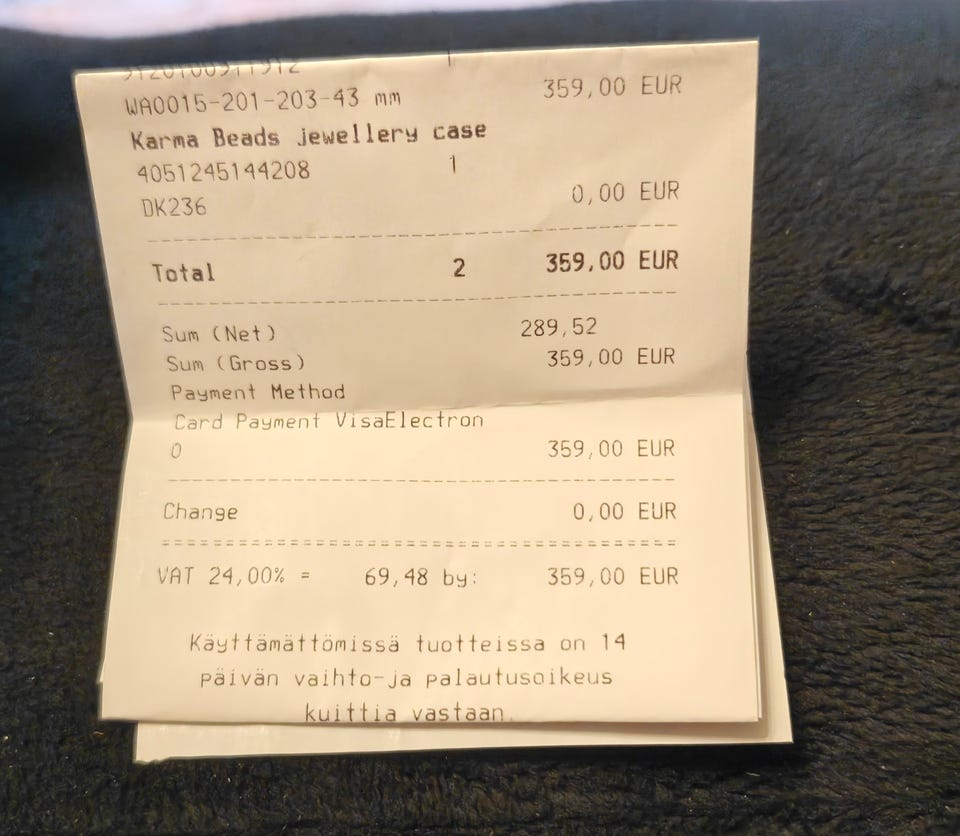 WA0015-201-203-43 mm 359,00 EUR
Karma Beads jewellery case
4051245144208 1
DK236 0,00 EUR
Total 2 359,00 EUR
Sum (Net) 289,52
Sum (Gross) 359,00 EUR
Payment Method
Card Payment VisaElectron
0 359,00 EUR
Change 0,00 EUR
VAT 24,00% = 69,48 by: 359,00 EUR
Käyttämättömissä tuotteissa on 14
päivän vaihto-ja palautusoikeus
kuittia vastaan.